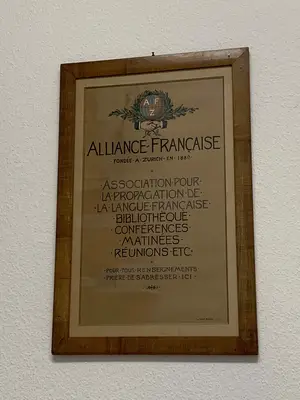 A F
Z
ALLIANCE·FRANÇAISE
FONDÉE·A·ZURICH·EN·1890
ASSOCIATION·POUR·
LA·PROPAGATION·DE·
LA·LANGUE·FRANÇAISE·
BIBLIOTHÈQUE·
CONFÉRENCES·
MATINÉES·
RÉUNIONS·ETC·
POUR·TOUS·RENSEIGNEMENTS·
PRIÈRE·DE·S'ADRESSER·ICI·